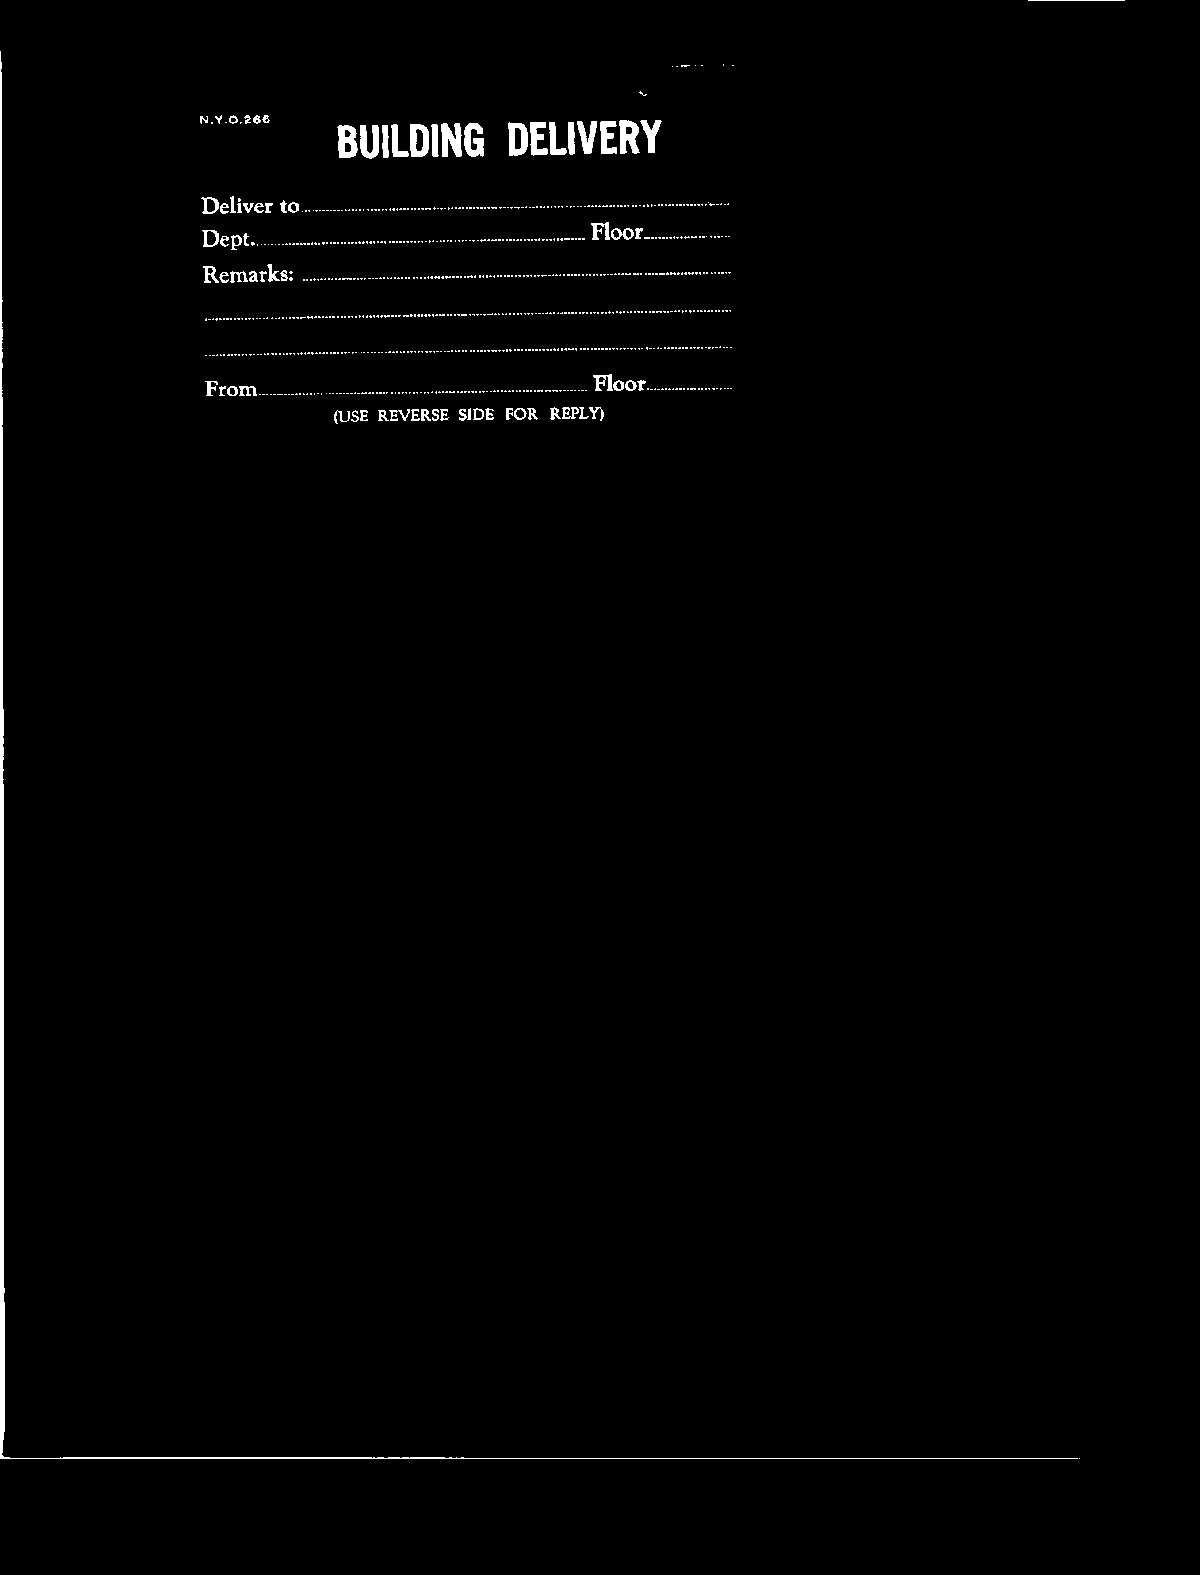 N.Y.O.266
BUILDING DELIVERY
Deliver to
Dept. Floor
Remarks:
From Floor
(USE REVERSE SIDE FOR REPLY)